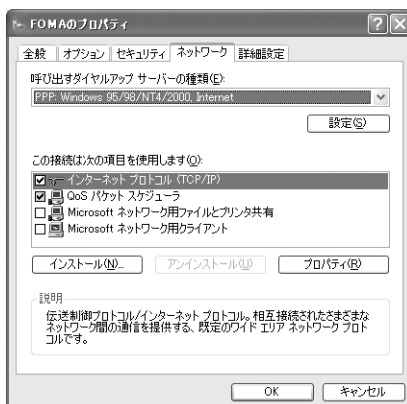 FOMAのプロパティ
全般 オプション セキュリティ ネットワーク 詳細設定
呼び出すダイヤルアップ サーバーの種類(E):
PPP: Windows 95/98/NT4/2000, Internet
設定(S)
この接続は次の項目を使用します(O):
インターネット プロトコル (TCP/IP)
QoS パケット スケジューラ
Microsoft ネットワーク用ファイルとプリンタ共有
Microsoft ネットワーク用クライアント
インストール(N)... アンインストール(U) プロパティ(R)
説明
伝送制御プロトコル/インターネット プロトコル。相互接続されたさまざまな
ネットワーク間の通信を提供する、既定のワイド エリア ネットワーク プロト
コルです。
OK キャンセル